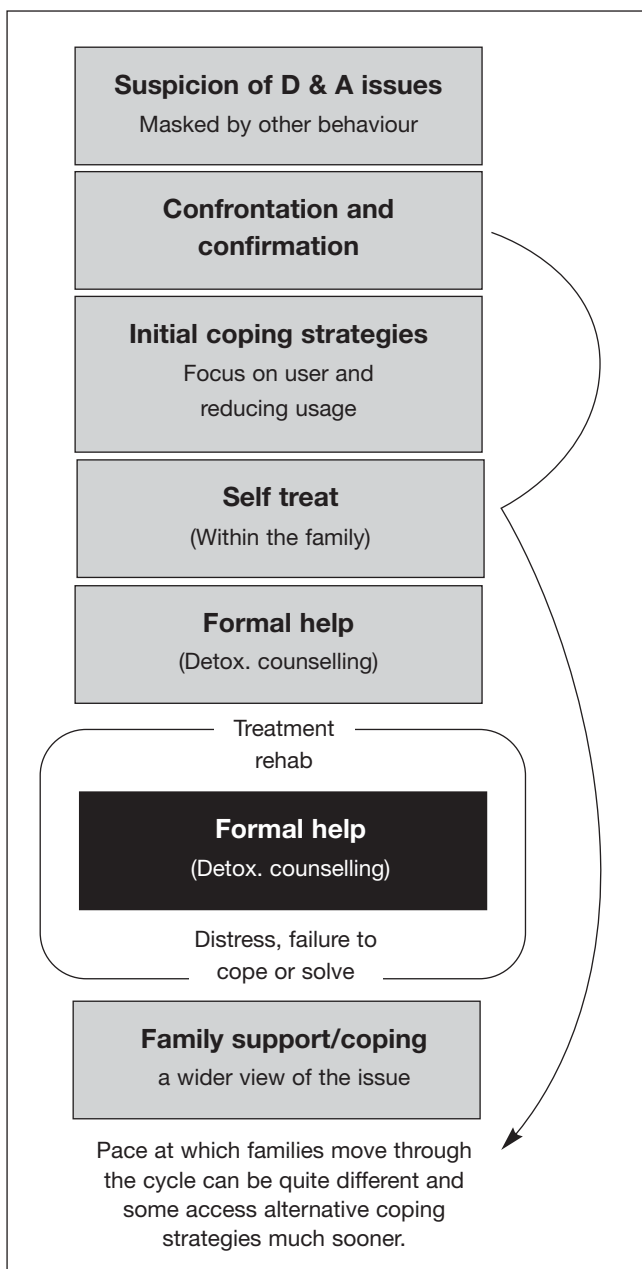 Suspicion of D & A issues
Masked by other behaviour
Confrontation and
confirmation
Initial coping strategies
Focus on user and
reducing usage
Self treat
(Within the family)
Formal help
(Detox. counselling)
Treatment
rehab
Formal help
(Detox. counselling)
Distress, failure to
cope or solve
Family support/coping
a wider view of the issue
Pace at which families move through
the cycle can be quite different and
some access alternative coping
strategies much sooner.